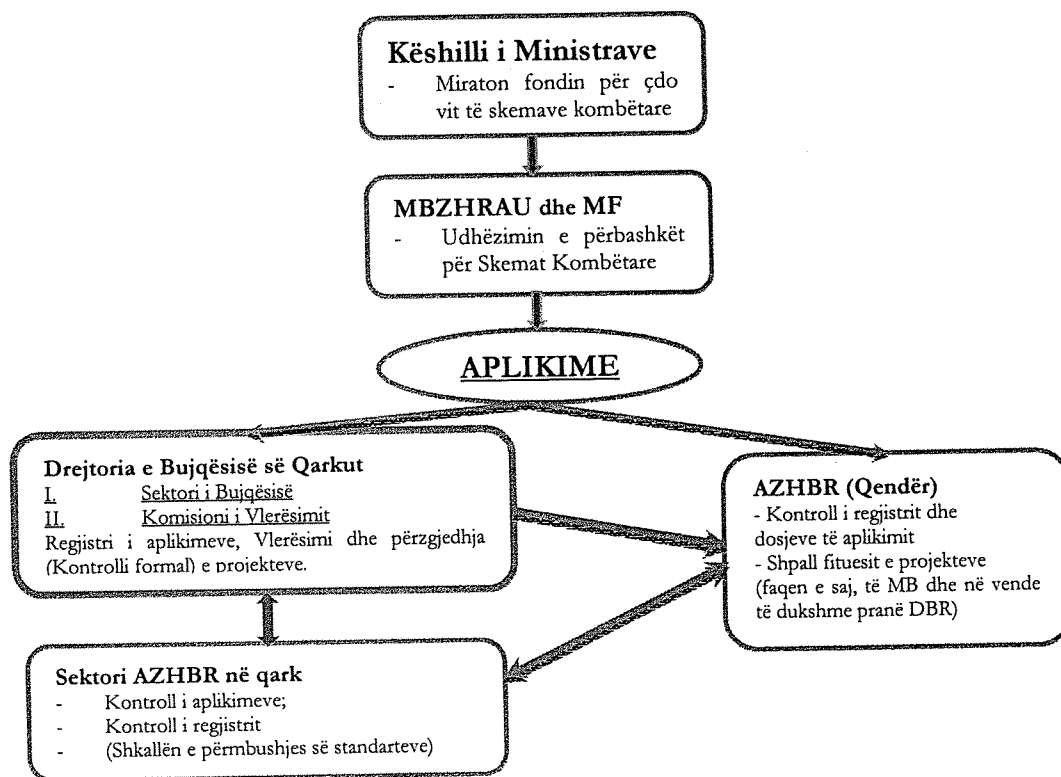 Këshilli i Ministrave
- Miraton fondin për çdo
vit të skemave kombëtare
MBZHRAU dhe MF
- Udhëzimin e përbashkët
për Skemat Kombëtare
APLIKIME
Drejtoria e Bujqësisë së Qarkut
I. Sektori i Bujqësisë
II. Komisioni i Vlerësimit
Regjistri i aplikimeve, Vlerësimi dhe përzgjedhja
(Kontrolli formal) e projekteve.
AZHBR (Qendër)
- Kontroll i regjistrit dhe
dosjeve të aplikimit
- Shpall fituesit e projekteve
(faqen e saj, të MB dhe në vende
të dukshme pranë DBR)
Sektori AZHBR në qark
- Kontroll i aplikimeve;
- Kontroll i regjistrit
- (Shkallën e përmbushjes së standarteve)